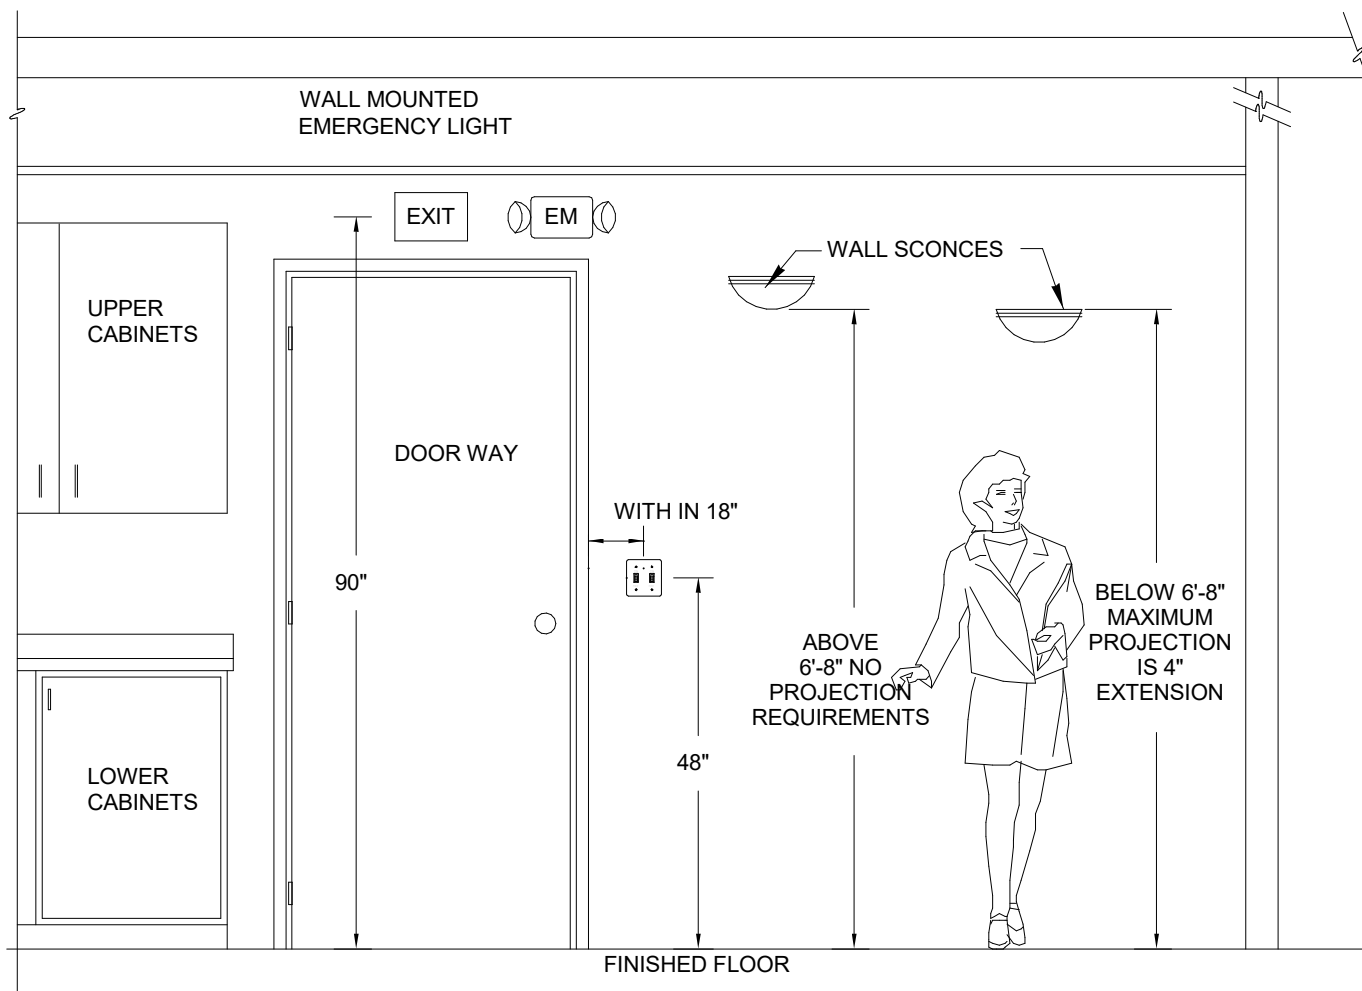 WALL MOUNTED
EMERGENCY LIGHT
EXIT
EM
WALL SCONCES
UPPER
CABINETS
DOOR WAY
WITH IN 18"
90"
ABOVE
6'-8" NO
PROJECTION
REQUIREMENTS
BELOW 6'-8"
MAXIMUM
PROJECTION
IS 4"
EXTENSION
48"
LOWER
CABINETS
FINISHED FLOOR